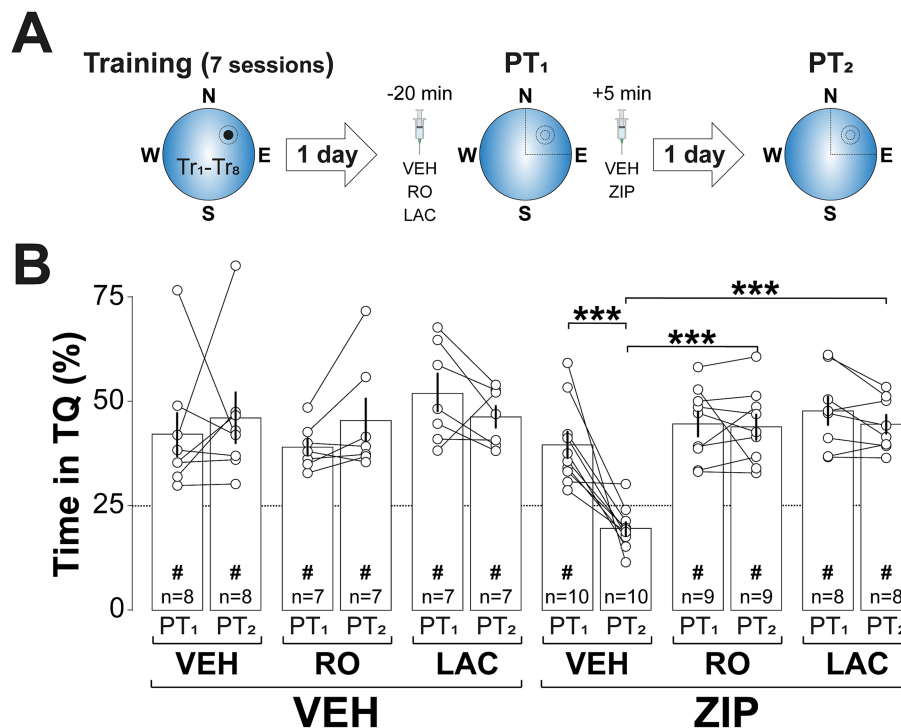 A
Training (7 sessions) PT₁ PT₂
N -20 min N +5 min N
W Tr₁-Tr₈ E 1 day VEH RO LAC W E VEH ZIP 1 day W E
S S S
B
Time in TQ (%)
75
50
25
0
*** *** ***
# # # # # # # # # # #
n=8 n=8 n=7 n=7 n=7 n=7 n=10 n=10 n=9 n=9 n=8 n=8
PT₁ PT₂ PT₁ PT₂ PT₁ PT₂ PT₁ PT₂ PT₁ PT₂ PT₁ PT₂
VEH RO LAC VEH RO LAC
VEH ZIP